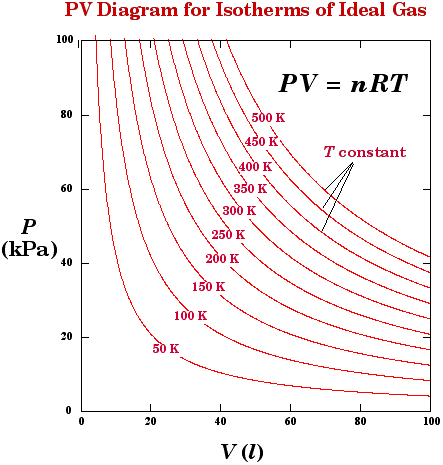 PV Diagram for Isotherms of Ideal Gas
100
PV = nRT
80
500 K
450 K
T constant
400 K
60
350 K
300 K
P
(kPa)
250 K
40
200 K
150 K
100 K
20
50 K
0
0 20 40 60 80 100
V (l)